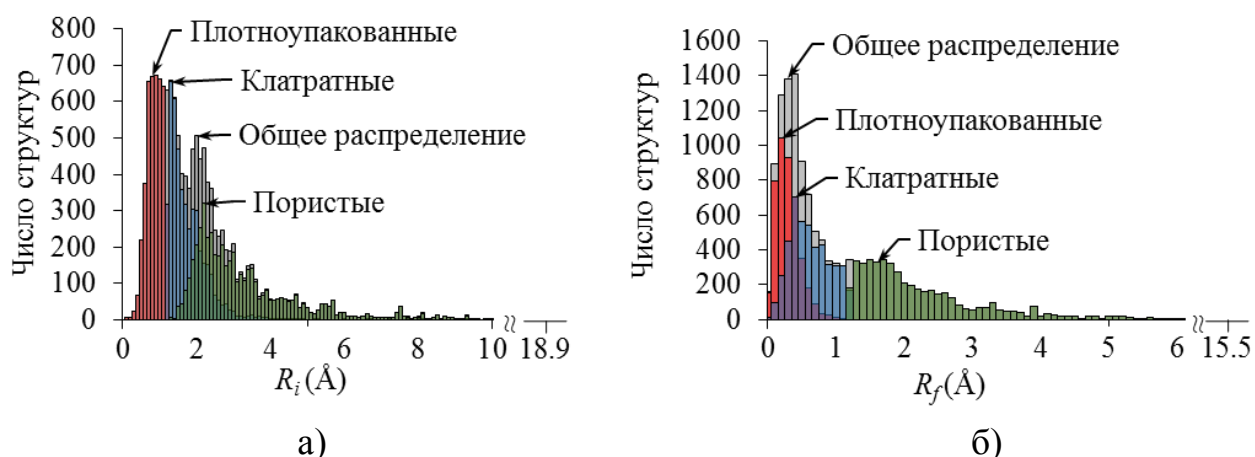 800
700
600
500
400
300
200
100
0
Число структур
Плотноупакованные
Клатратные
Общее распределение
Пористые
0 2 4 6 8 10 18.9
R_i (Å)
а)
1600
1400
1200
1000
800
600
400
200
0
Число структур
Общее распределение
Плотноупакованные
Клатратные
Пористые
0 1 2 3 4 5 6 15.5
R_f (Å)
б)